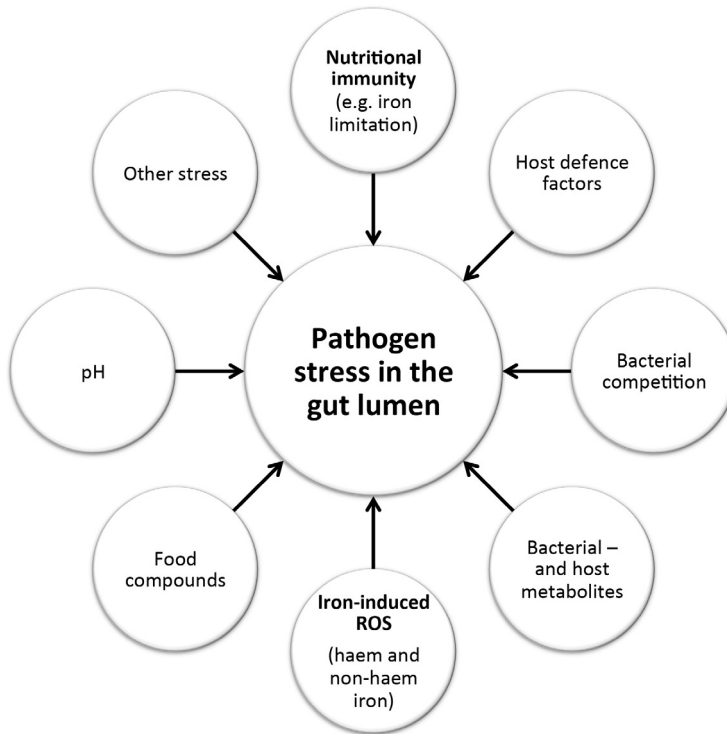 Nutritional
immunity
(e.g. iron
limitation)
Other stress
Host defence
factors
Pathogen
stress in the
gut lumen
pH
Bacterial
competition
Food
compounds
Bacterial –
and host
metabolites
Iron-induced
ROS
(haem and
non-haem
iron)